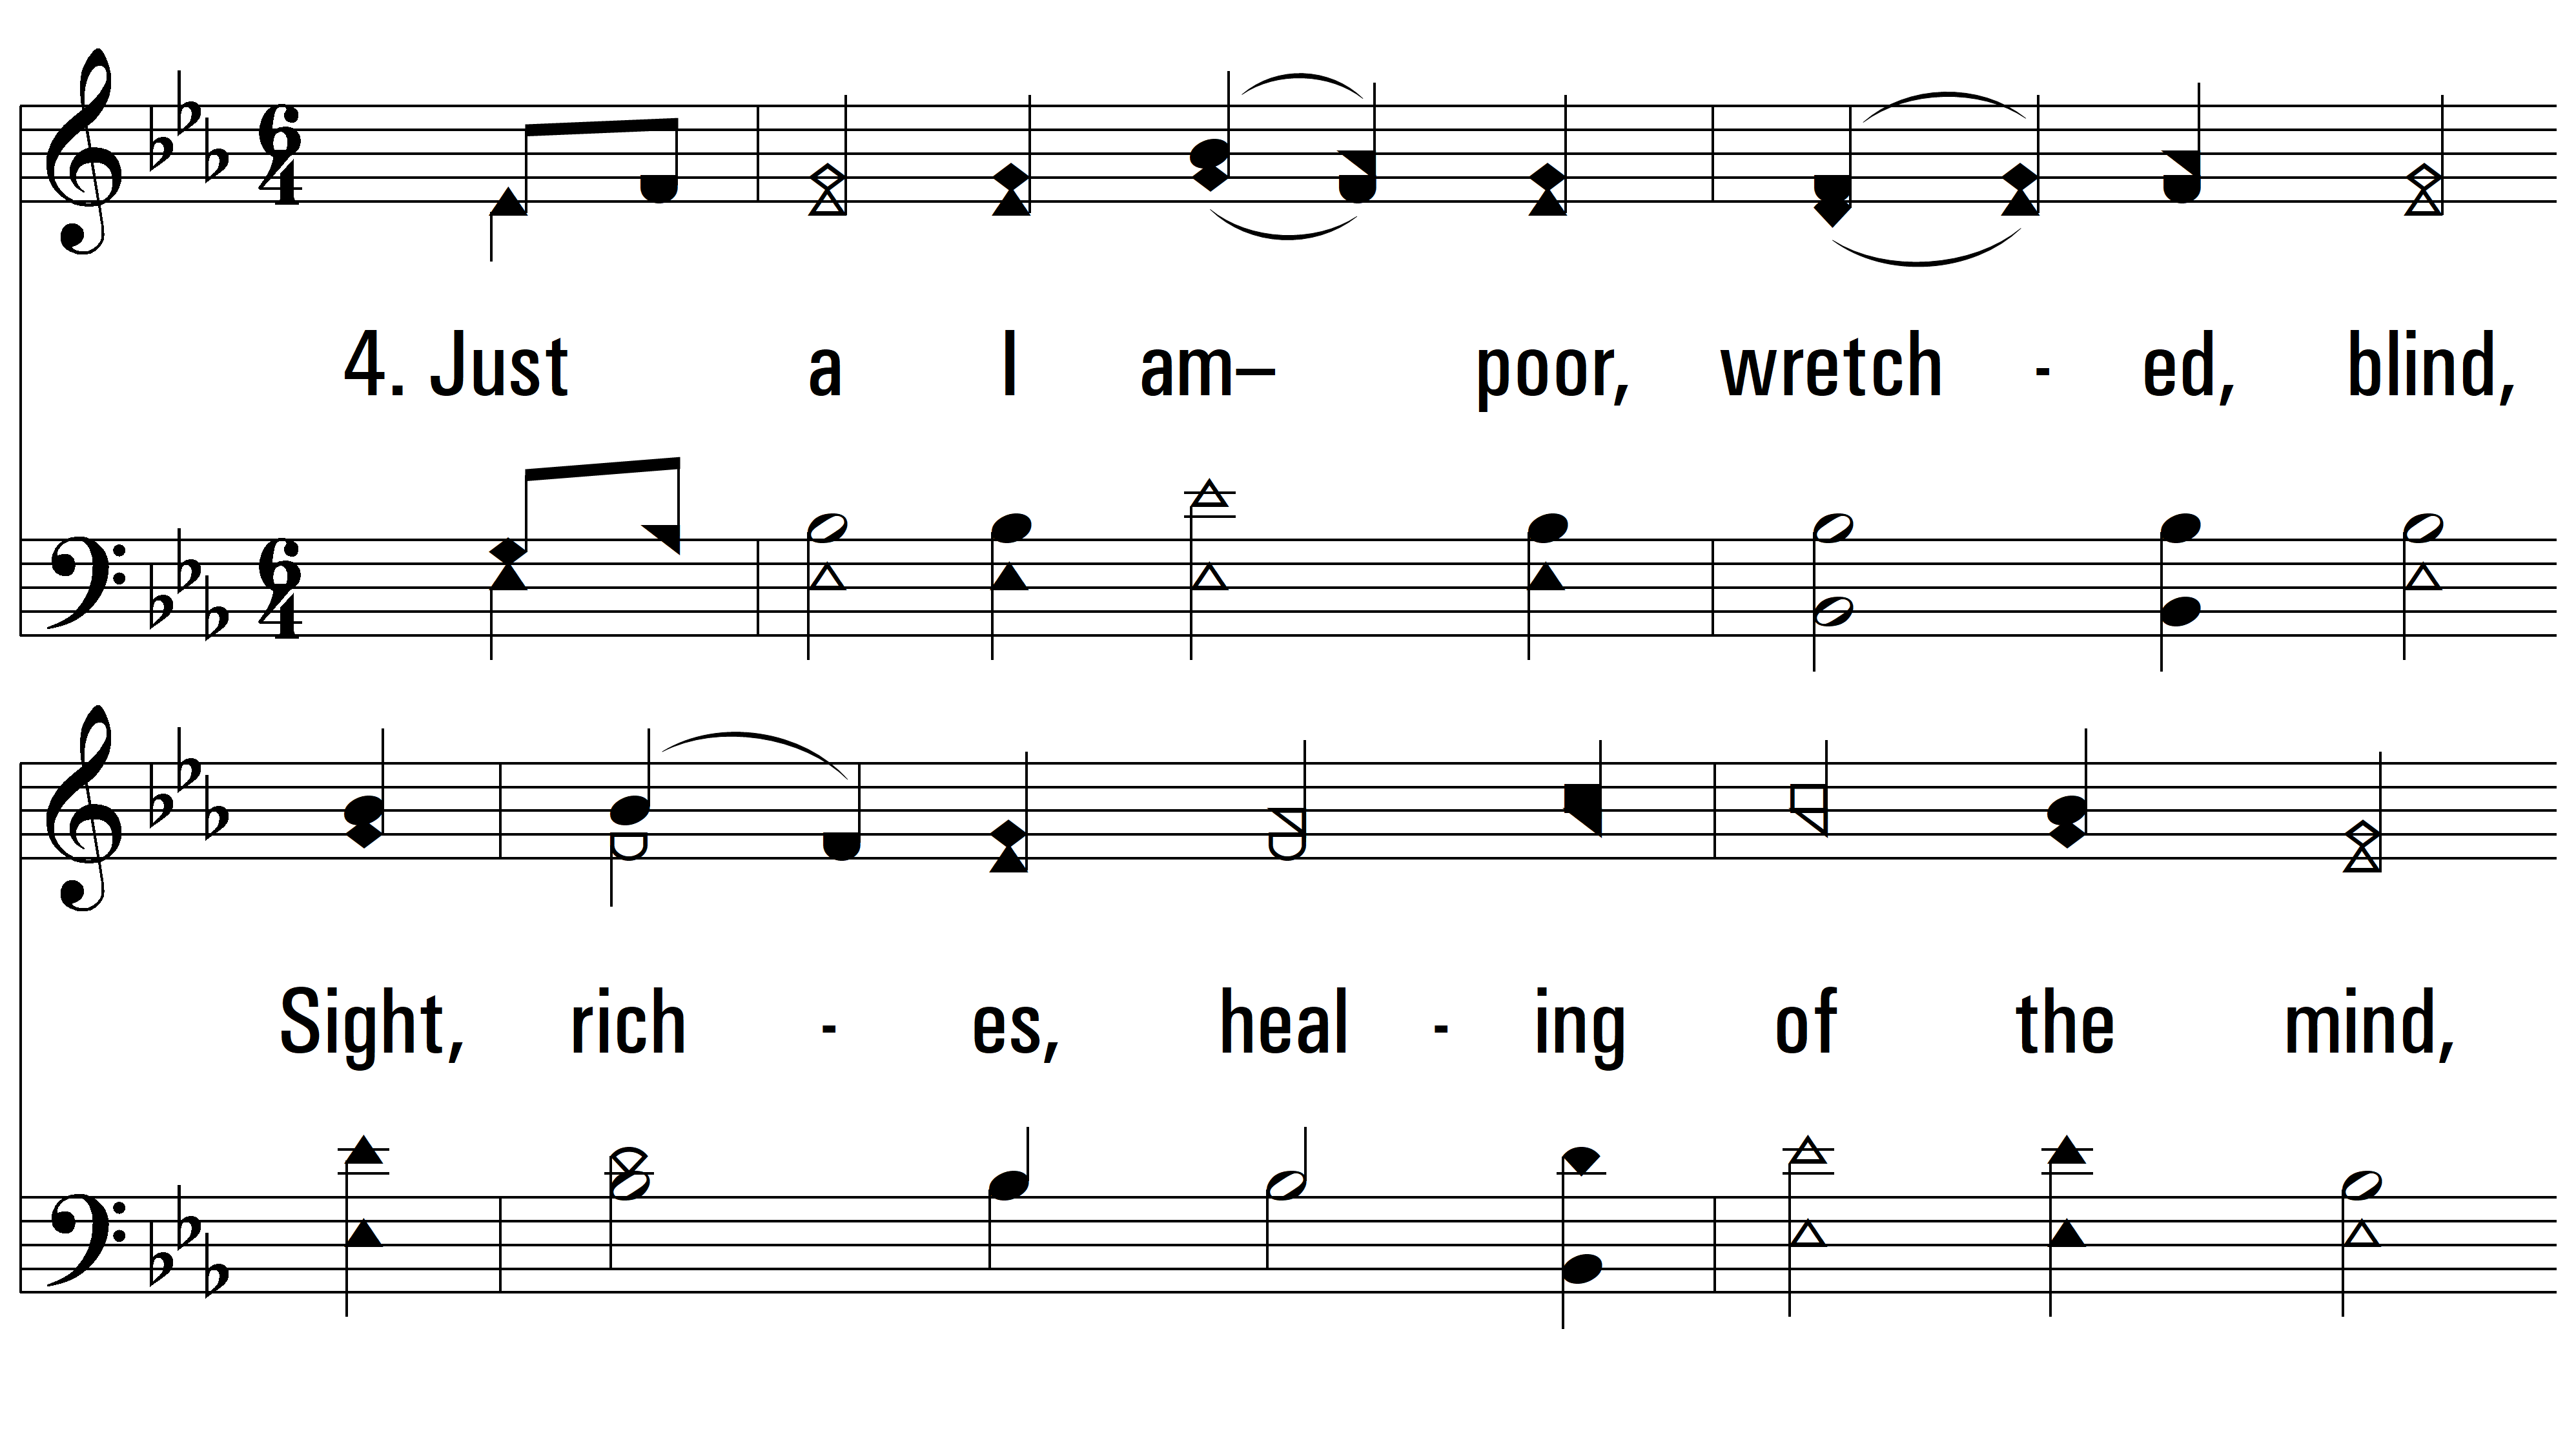 4. Just a I am– poor, wretch - ed, blind,
Sight, rich - es, heal - ing of the mind,